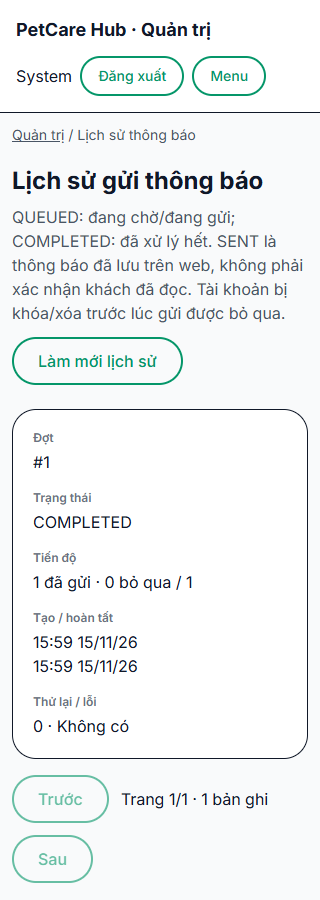 PetCare Hub · Quản trị
System
Đăng xuất
Menu
Quản trị / Lịch sử thông báo
Lịch sử gửi thông báo
QUEUED: đang chờ/đang gửi;
COMPLETED: đã xử lý hết. SENT là
thông báo đã lưu trên web, không phải
xác nhận khách đã đọc. Tài khoản bị
khóa/xóa trước lúc gửi được bỏ qua.
Làm mới lịch sử
Đợt
#1
Trạng thái
COMPLETED
Tiến độ
1 đã gửi · 0 bỏ qua / 1
Tạo / hoàn tất
15:59 15/11/26
15:59 15/11/26
Thử lại / lỗi
0 · Không có
Trước
Trang 1/1 · 1 bản ghi
Sau